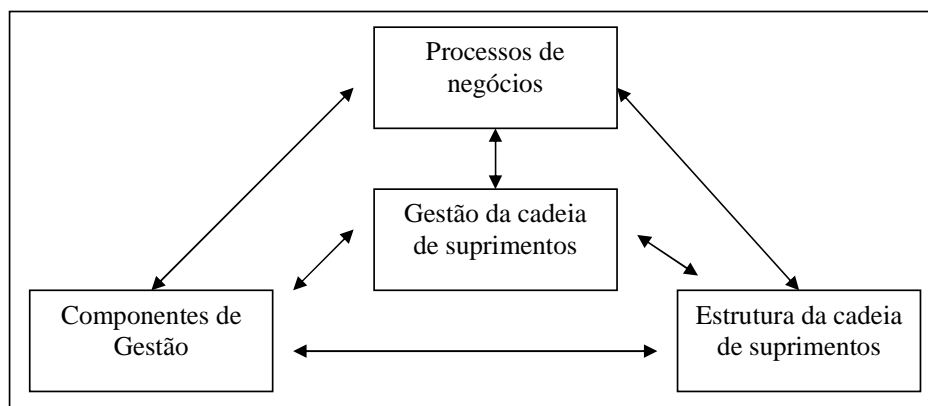 Processos de
negócios
Gestão da cadeia
de suprimentos
Componentes de
Gestão
Estrutura da cadeia
de suprimentos